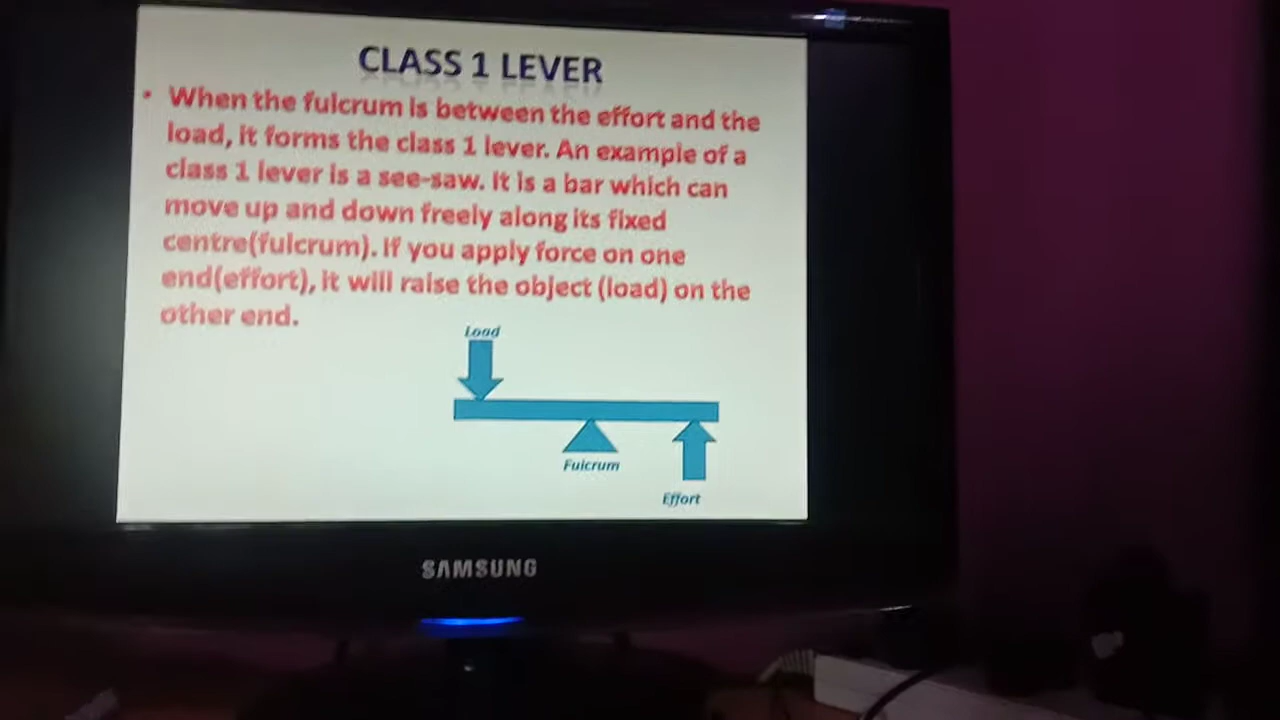 CLASS 1 LEVER
• When the fulcrum is between the effort and the
load, it forms the class 1 lever. An example of a
class 1 lever is a see-saw. It is a bar which can
move up and down freely along its fixed
centre(fulcrum). If you apply force on one
end(effort), it will raise the object (load) on the
other end.
Load
Fulcrum
Effort
SAMSUNG